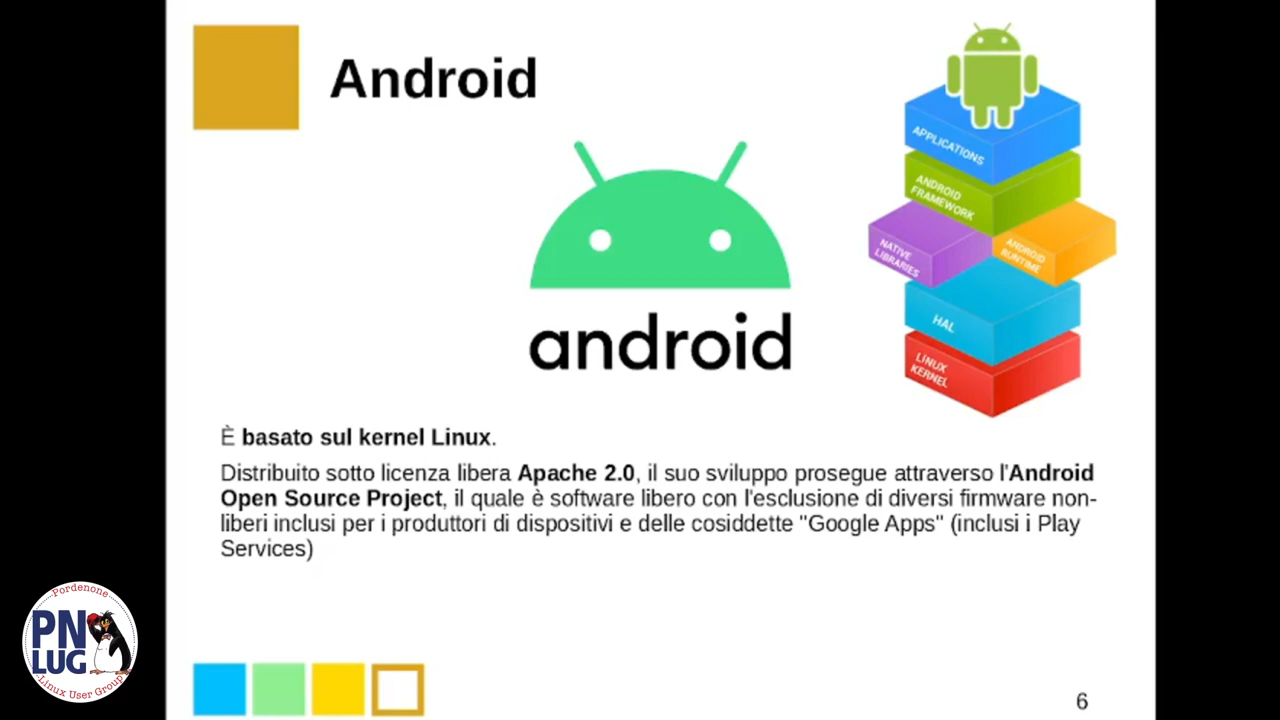 Android
APPLICATIONS
ANDROID
FRAMEWORK
NATIVE
LIBRARIES
ANDROID
RUNTIME
HAL
LINUX
KERNEL
android
È basato sul kernel Linux.
Distribuito sotto licenza libera Apache 2.0, il suo sviluppo prosegue attraverso l'Android
Open Source Project, il quale è software libero con l'esclusione di diversi firmware non-
liberi inclusi per i produttori di dispositivi e delle cosiddette "Google Apps" (inclusi i Play
Services)
Pordenone
PN
LUG
Linux User Group
6